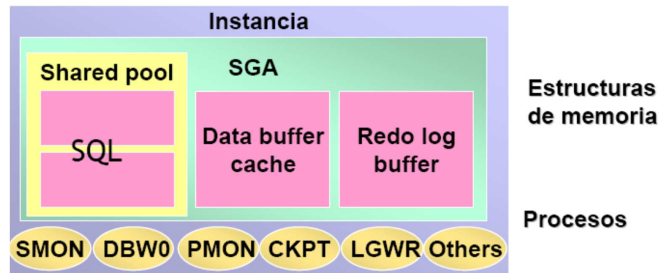 Instancia
SGA
Shared pool
SQL
Data buffer
cache
Redo log
buffer
Estructuras
de memoria
Procesos
SMON
DBW0
PMON
CKPT
LGWR
Others